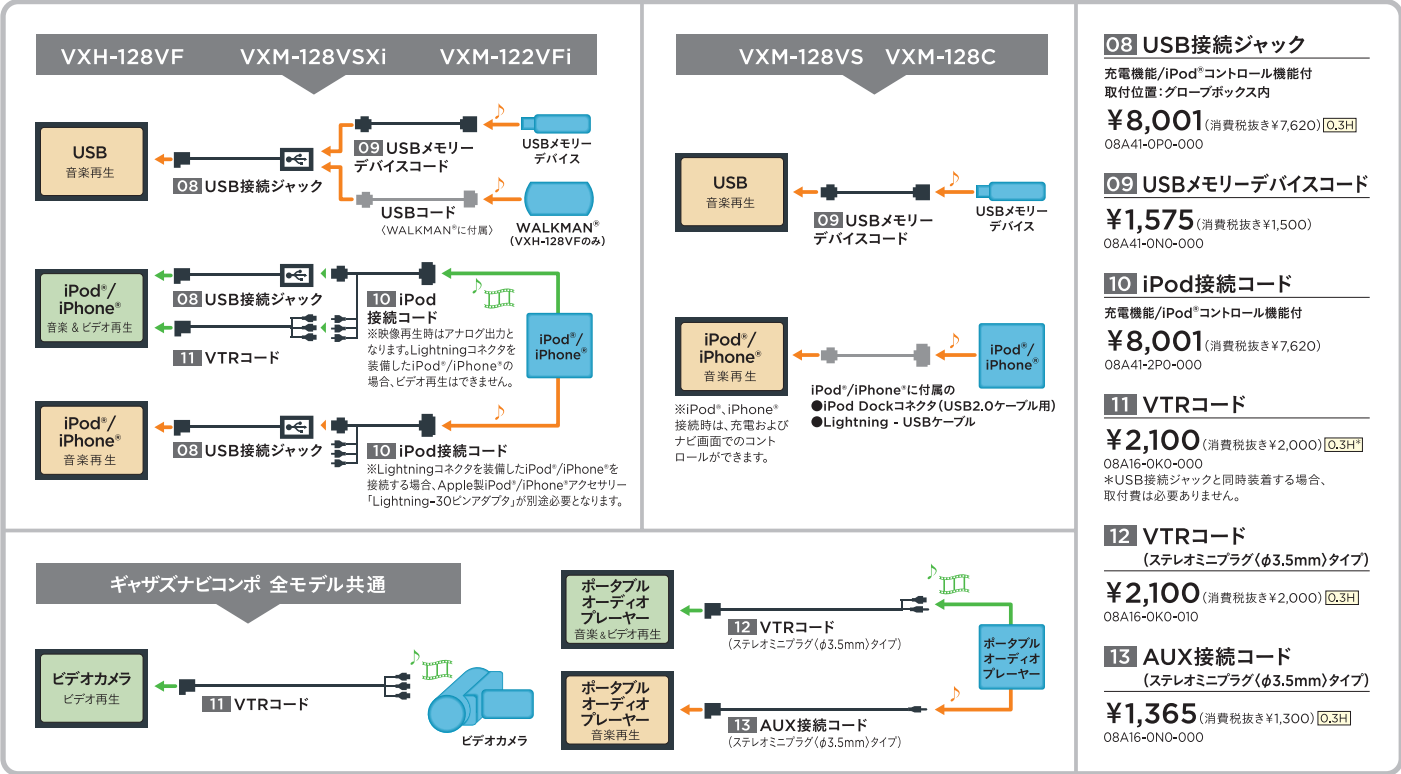 VXH-128VF VXM-128VSXi VXM-122VFi
USB
音楽再生
08 USB接続ジャック
09 USBメモリー
デバイスコード
USBメモリー
デバイス
USBコード
〈WALKMAN®に付属〉
WALKMAN®
(VXH-128VFのみ)
iPod®/
iPhone®
音楽 & ビデオ再生
08 USB接続ジャック
11 VTRコード
10 iPod
接続コード
※映像再生時はアナログ出力と
なります。Lightningコネクタを
装備したiPod®/iPhone®の
場合、ビデオ再生はできません。
iPod®/
iPhone®
iPod®/
iPhone®
音楽再生
08 USB接続ジャック
10 iPod接続コード
※Lightningコネクタを装備したiPod®/iPhone®を
接続する場合、Apple製iPod®/iPhone®アクセサリー
「Lightning-30ピンアダプタ」が別途必要となります。
VXM-128VS VXM-128C
USB
音楽再生
09 USBメモリー
デバイスコード
USBメモリー
デバイス
iPod®/
iPhone®
音楽再生
iPod®/
iPhone®
※iPod®、iPhone®
接続時は、充電および
ナビ画面でのコント
ロールができます。
iPod®/iPhone®に付属の
●iPod Dockコネクタ(USB2.0ケーブル用)
●Lightning - USBケーブル
ギャザズナビコンポ 全モデル共通
ビデオカメラ
ビデオ再生
11 VTRコード
ビデオカメラ
ポータブル
オーディオ
プレーヤー
音楽&ビデオ再生
12 VTRコード
(ステレオミニプラグ〈φ3.5mm〉タイプ)
ポータブル
オーディオ
プレーヤー
ポータブル
オーディオ
プレーヤー
音楽再生
13 AUX接続コード
(ステレオミニプラグ〈φ3.5mm〉タイプ)
08 USB接続ジャック
充電機能/iPod®コントロール機能付
取付位置:グローブボックス内
¥8,001(消費税抜き¥7,620) 0.3H
08A41-0P0-000
09 USBメモリーデバイスコード
¥1,575(消費税抜き¥1,500)
08A41-0N0-000
10 iPod接続コード
充電機能/iPod®コントロール機能付
¥8,001(消費税抜き¥7,620)
08A41-2P0-000
11 VTRコード
¥2,100(消費税抜き¥2,000) 0.3H*
08A16-0K0-000
*USB接続ジャックと同時装着する場合、
取付費は必要ありません。
12 VTRコード
(ステレオミニプラグ〈φ3.5mm〉タイプ)
¥2,100(消費税抜き¥2,000) 0.3H
08A16-0K0-010
13 AUX接続コード
(ステレオミニプラグ〈φ3.5mm〉タイプ)
¥1,365(消費税抜き¥1,300) 0.3H
08A16-0N0-000